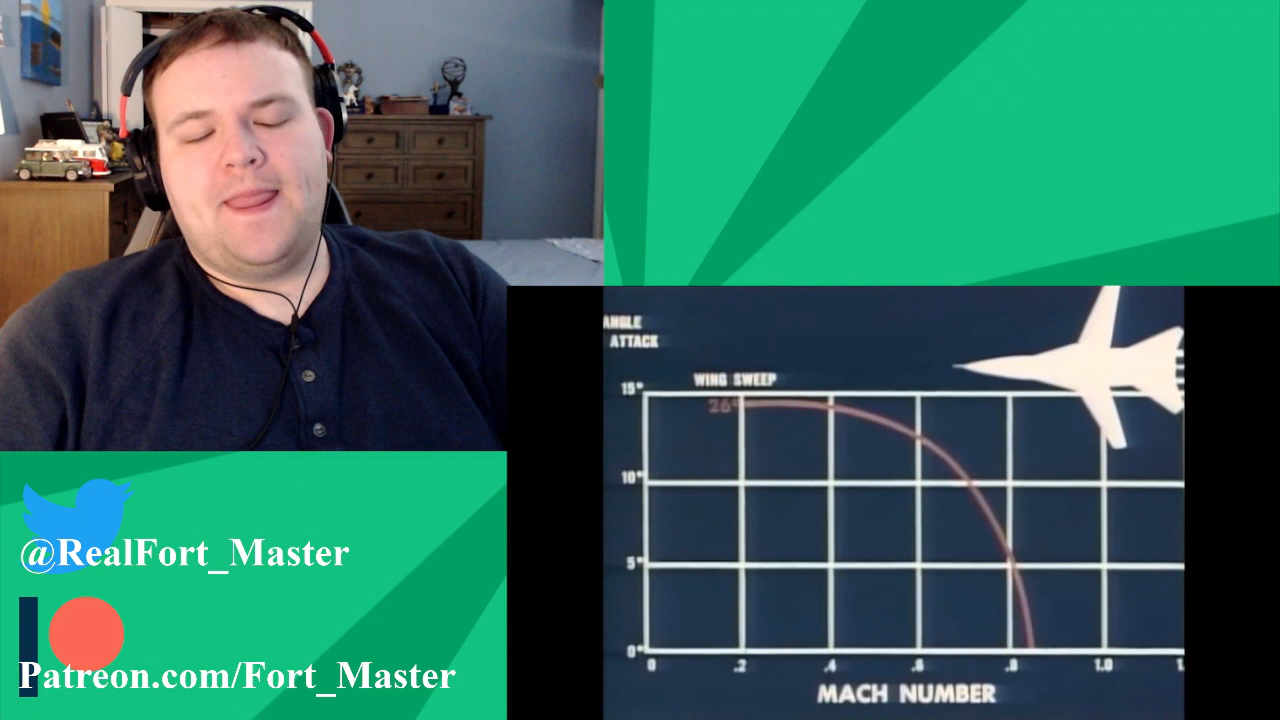 ANGLE
ATTACK
WING SWEEP
15°
26°
10°
5°
0°
0 .2 .4 .6 .8 1.0 1.
MACH NUMBER
@RealFort_Master
Patreon.com/Fort_Master